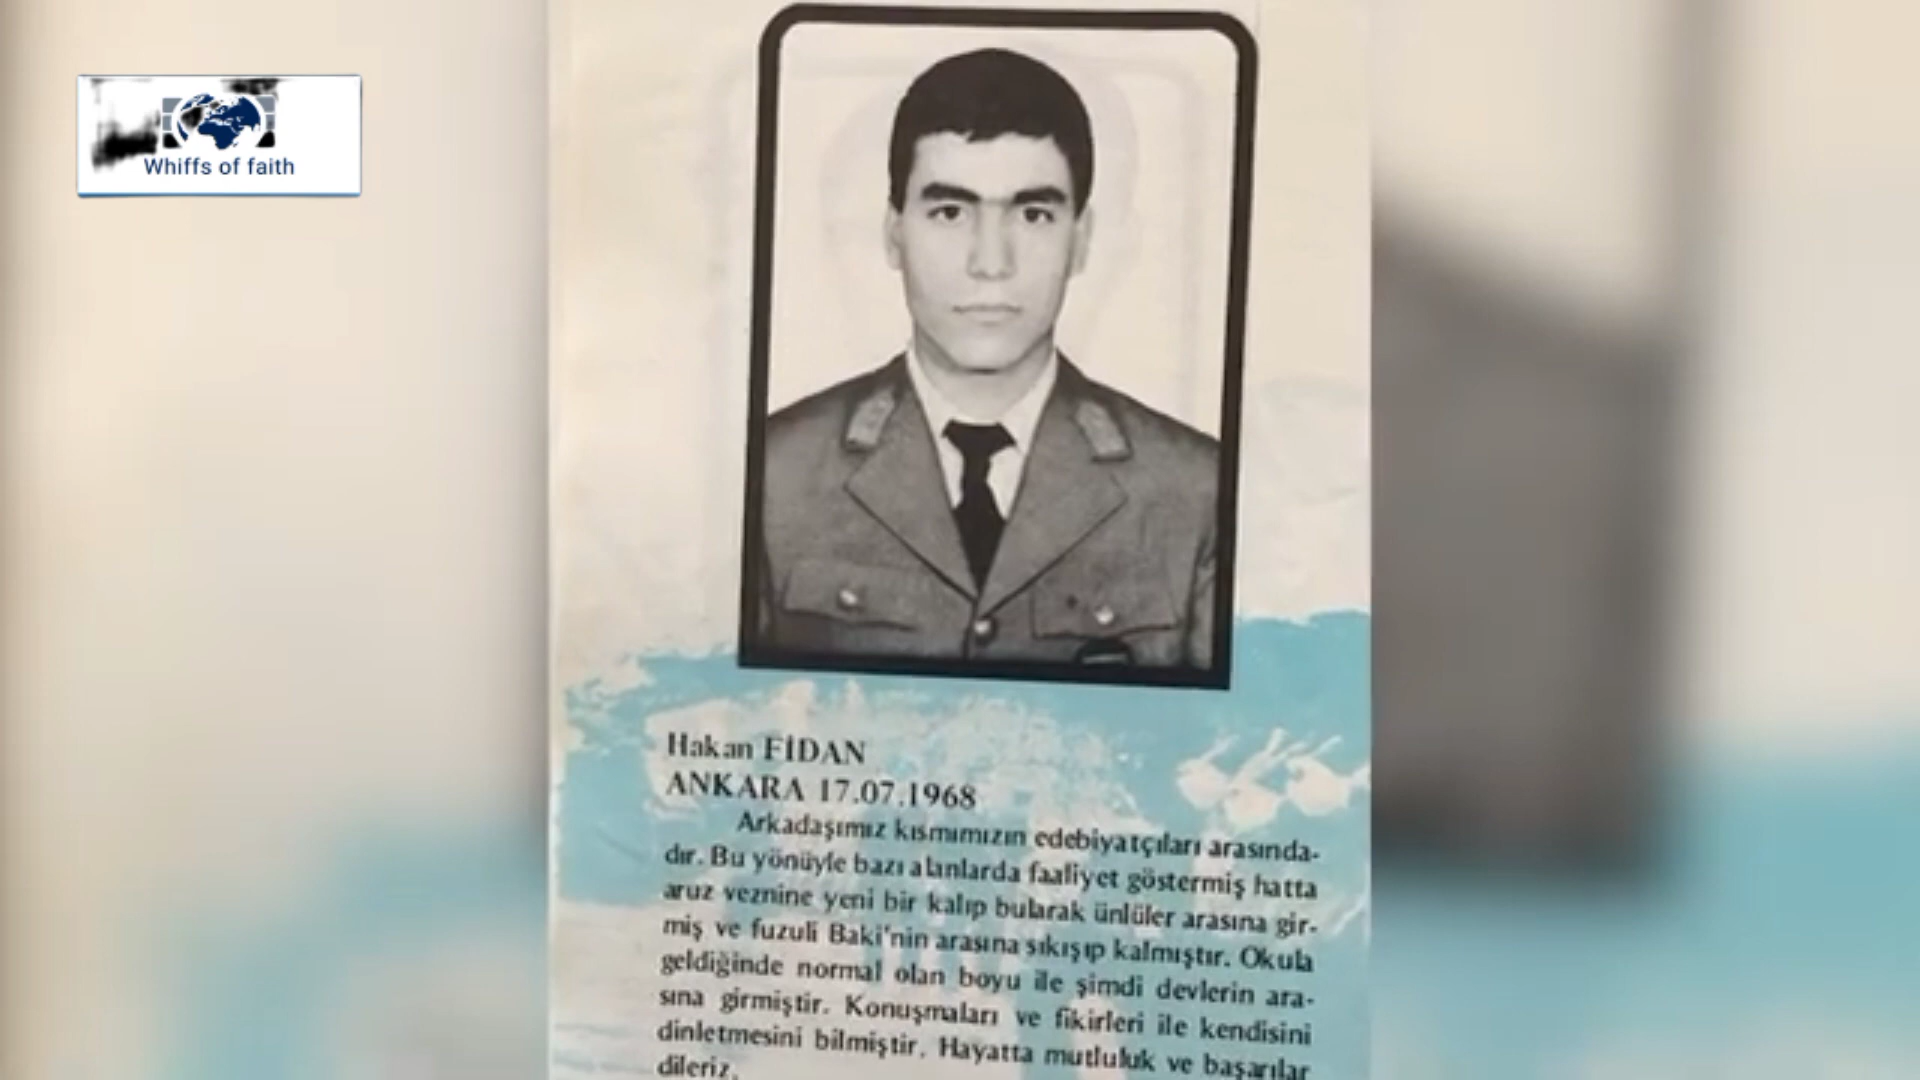 Whiffs of faith
Hakan FİDAN
ANKARA 17.07.1968
Arkadaşımız kısmımızın edebiyatçıları arasında-
dır. Bu yönüyle bazı alanlarda faaliyet göstermiş hatta
aruz veznine yeni bir kalıp bularak ünlüler arasına gir-
miş ve fuzuli Baki'nin arasına sıkışıp kalmıştır. Okula
geldiğinde normal olan boyu ile şimdi devlerin ara-
sına girmiştir. Konuşmaları ve fikirleri ile kendisini
dinletmesini bilmiştir. Hayatta mutluluk ve başarılar
dileriz.